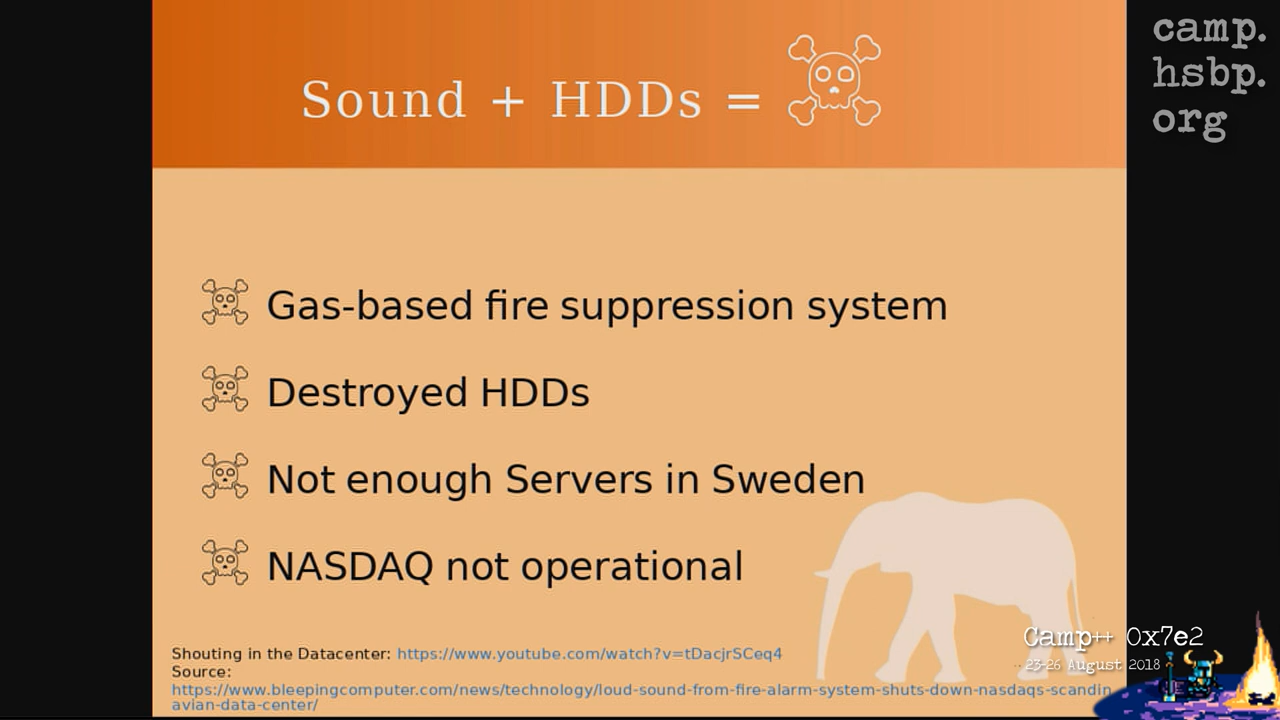 camp.
hsbp.
org
Sound + HDDs =
Gas-based fire suppression system
Destroyed HDDs
Not enough Servers in Sweden
NASDAQ not operational
Shouting in the Datacenter: https://www.youtube.com/watch?v=tDacjrSCeq4
Source:
https://www.bleepingcomputer.com/news/technology/loud-sound-from-fire-alarm-system-shuts-down-nasdaqs-scandin
avian-data-center/
Camp++ 0x7e2
23-26 August 2018